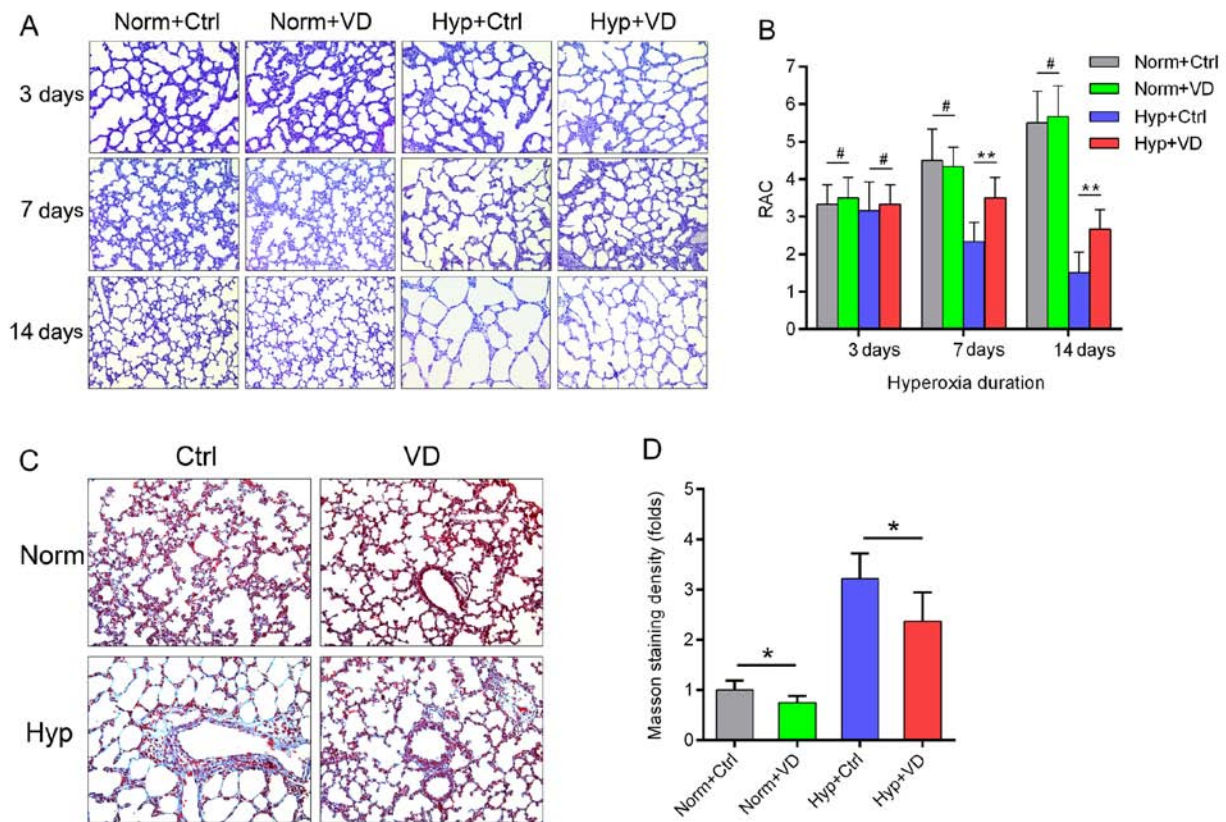 A
Norm+Ctrl Norm+VD Hyp+Ctrl Hyp+VD
3 days
7 days
14 days
B
RAC
7
6
5
4
3
2
1
0
# # # ** # **
3 days 7 days 14 days
Hyperoxia duration
Norm+Ctrl
Norm+VD
Hyp+Ctrl
Hyp+VD
C
Ctrl VD
Norm
Hyp
D
Masson staining density (folds)
5
4
3
2
1
0
* *
Norm+Ctrl Norm+VD Hyp+Ctrl Hyp+VD